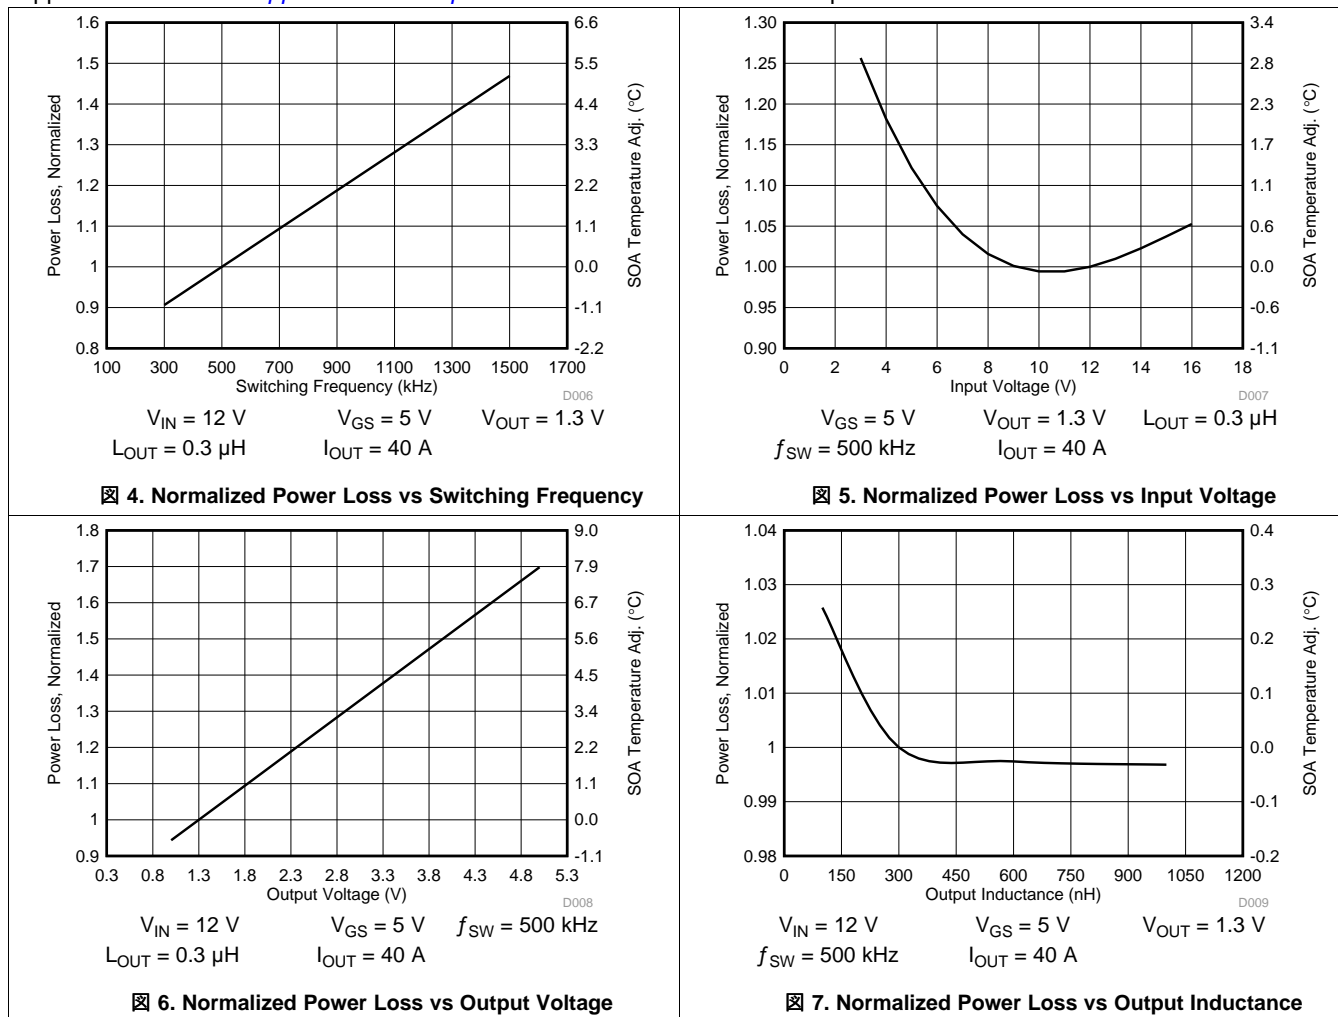 1.6
1.5
1.4
1.3
1.2
1.1
1
0.9
0.8
6.6
5.5
4.4
3.3
2.2
1.1
0.0
-1.1
-2.2
Power Loss, Normalized
SOA Temperature Adj. (°C)
100 300 500 700 900 1100 1300 1500 1700
Switching Frequency (kHz)
D006
V_IN = 12 V V_GS = 5 V V_OUT = 1.3 V
L_OUT = 0.3 µH I_OUT = 40 A
図 4. Normalized Power Loss vs Switching Frequency
1.30
1.25
1.20
1.15
1.10
1.05
1.00
0.95
0.90
3.4
2.8
2.3
1.7
1.1
0.6
0.0
-0.6
-1.1
Power Loss, Normalized
SOA Temperature Adj. (°C)
0 2 4 6 8 10 12 14 16 18
Input Voltage (V)
D007
V_GS = 5 V V_OUT = 1.3 V L_OUT = 0.3 µH
ƒ_SW = 500 kHz I_OUT = 40 A
図 5. Normalized Power Loss vs Input Voltage
1.8
1.7
1.6
1.5
1.4
1.3
1.2
1.1
1
0.9
9.0
7.9
6.7
5.6
4.5
3.4
2.2
1.1
0.0
-1.1
Power Loss, Normalized
SOA Temperature Adj. (°C)
0.3 0.8 1.3 1.8 2.3 2.8 3.3 3.8 4.3 4.8 5.3
Output Voltage (V)
D008
V_IN = 12 V V_GS = 5 V ƒ_SW = 500 kHz
L_OUT = 0.3 µH I_OUT = 40 A
図 6. Normalized Power Loss vs Output Voltage
1.04
1.03
1.02
1.01
1
0.99
0.98
0.4
0.3
0.2
0.1
0.0
-0.1
-0.2
Power Loss, Normalized
SOA Temperature Adj. (°C)
0 150 300 450 600 750 900 1050 1200
Output Inductance (nH)
D009
V_IN = 12 V V_GS = 5 V V_OUT = 1.3 V
ƒ_SW = 500 kHz I_OUT = 40 A
図 7. Normalized Power Loss vs Output Inductance